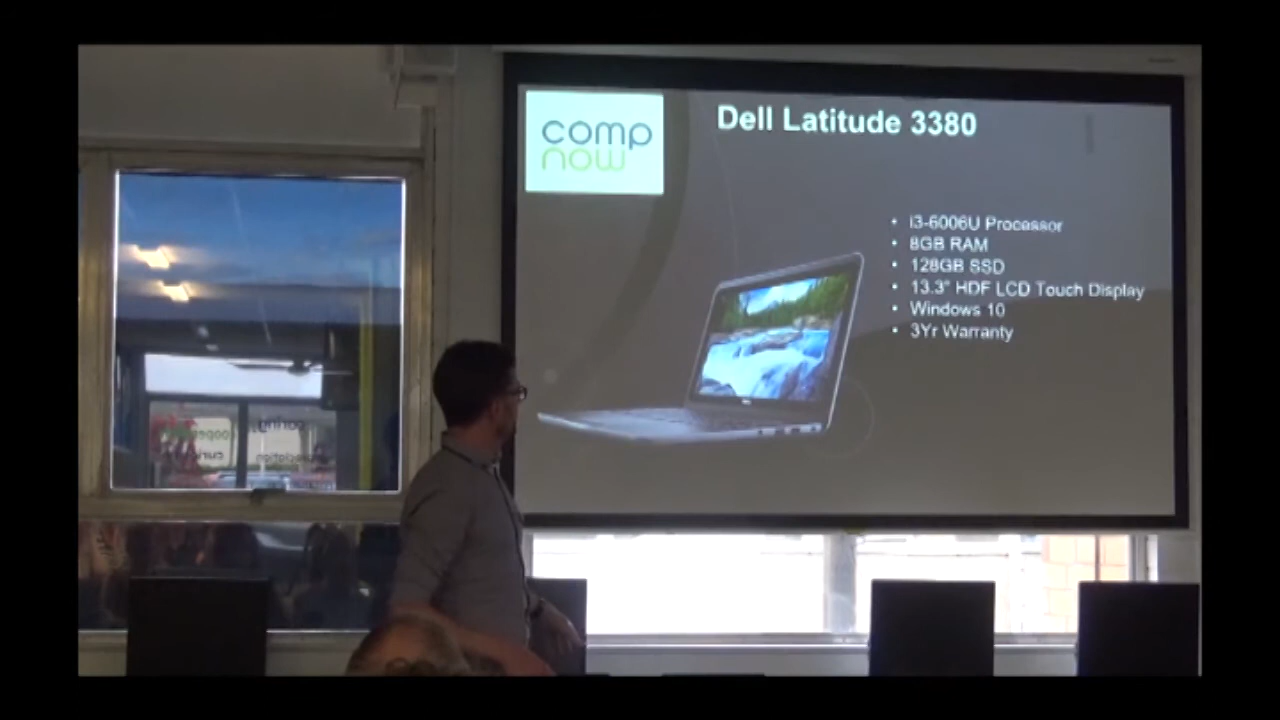 comp
now
Dell Latitude 3380
• i3-6006U Processor
• 8GB RAM
• 128GB SSD
• 13.3" HDF LCD Touch Display
• Windows 10
• 3Yr Warranty
caring